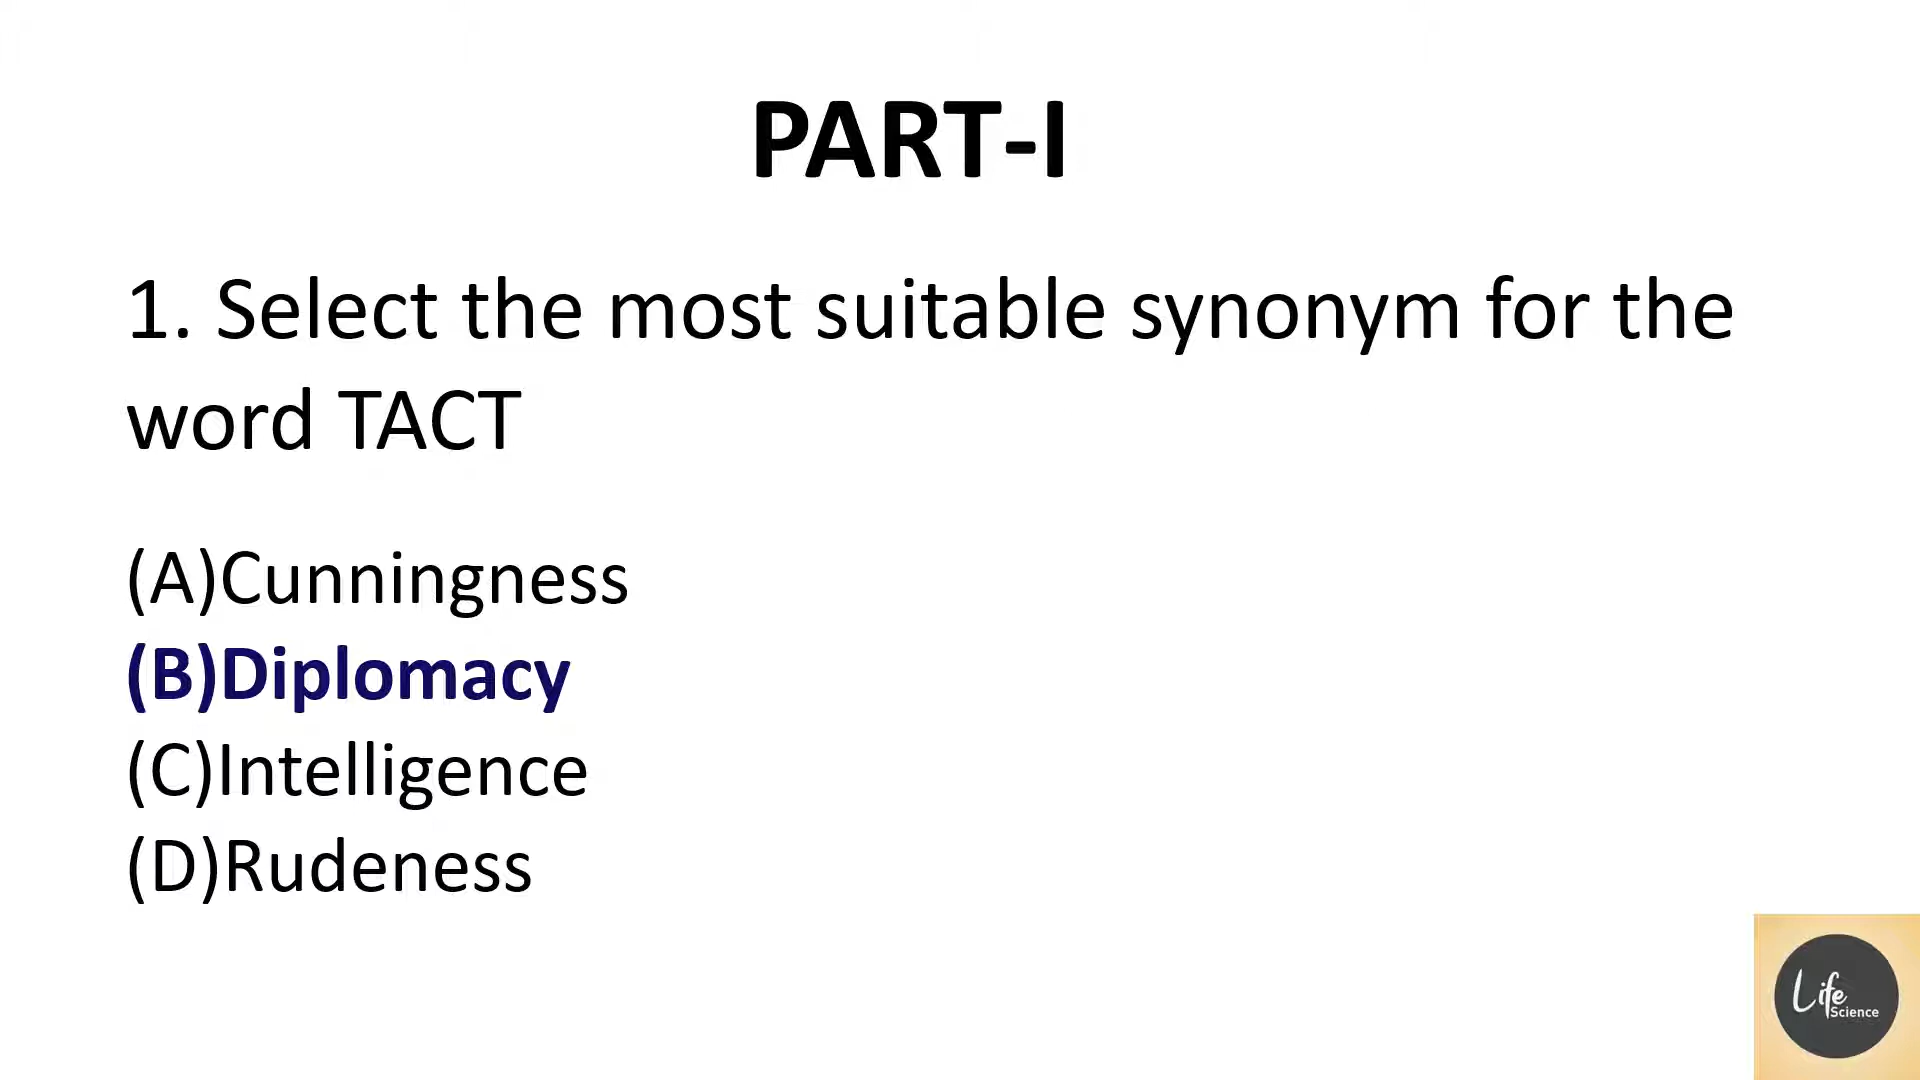 PART-I
1. Select the most suitable synonym for the
word TACT
(A)Cunningness
(B)Diplomacy
(C)Intelligence
(D)Rudeness
Life
Science